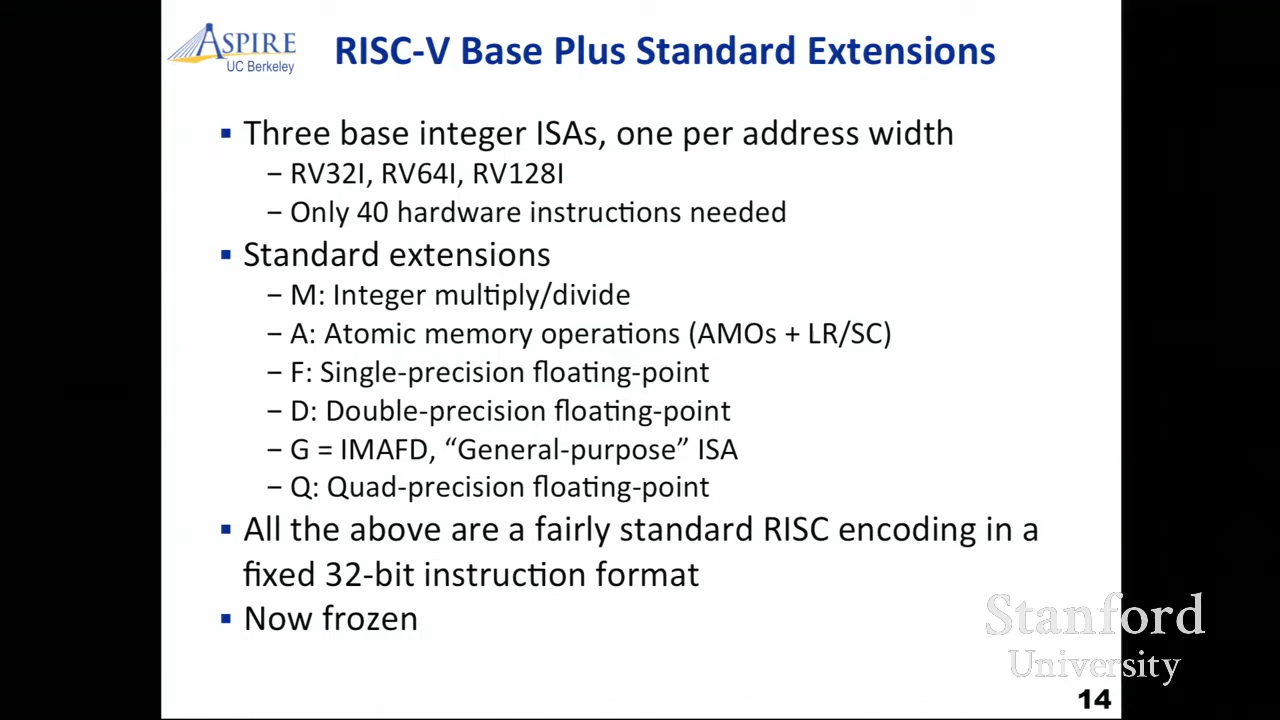 ASPIRE
UC Berkeley
RISC-V Base Plus Standard Extensions
▪ Three base integer ISAs, one per address width
– RV32I, RV64I, RV128I
– Only 40 hardware instructions needed
▪ Standard extensions
– M: Integer multiply/divide
– A: Atomic memory operations (AMOs + LR/SC)
– F: Single-precision floating-point
– D: Double-precision floating-point
– G = IMAFD, “General-purpose” ISA
– Q: Quad-precision floating-point
▪ All the above are a fairly standard RISC encoding in a
fixed 32-bit instruction format
▪ Now frozen
Stanford
University
14